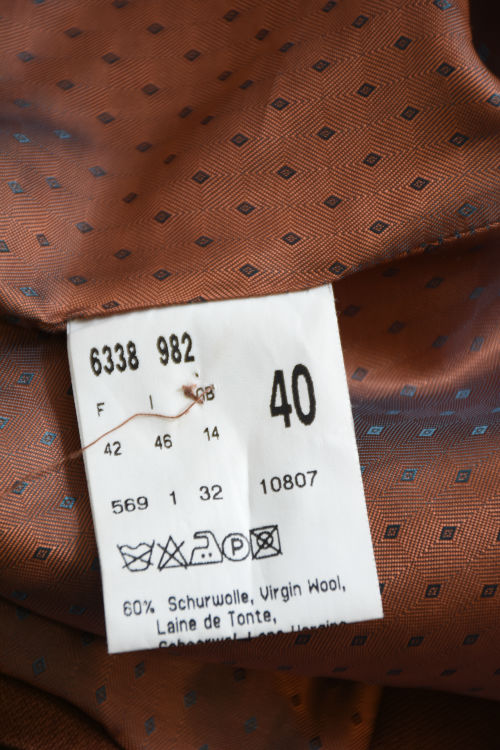 6338 982
40
F I GB
42 46 14
569 1 32 10807
P
60% Schurwolle, Virgin Wool,
Laine de Tonte,